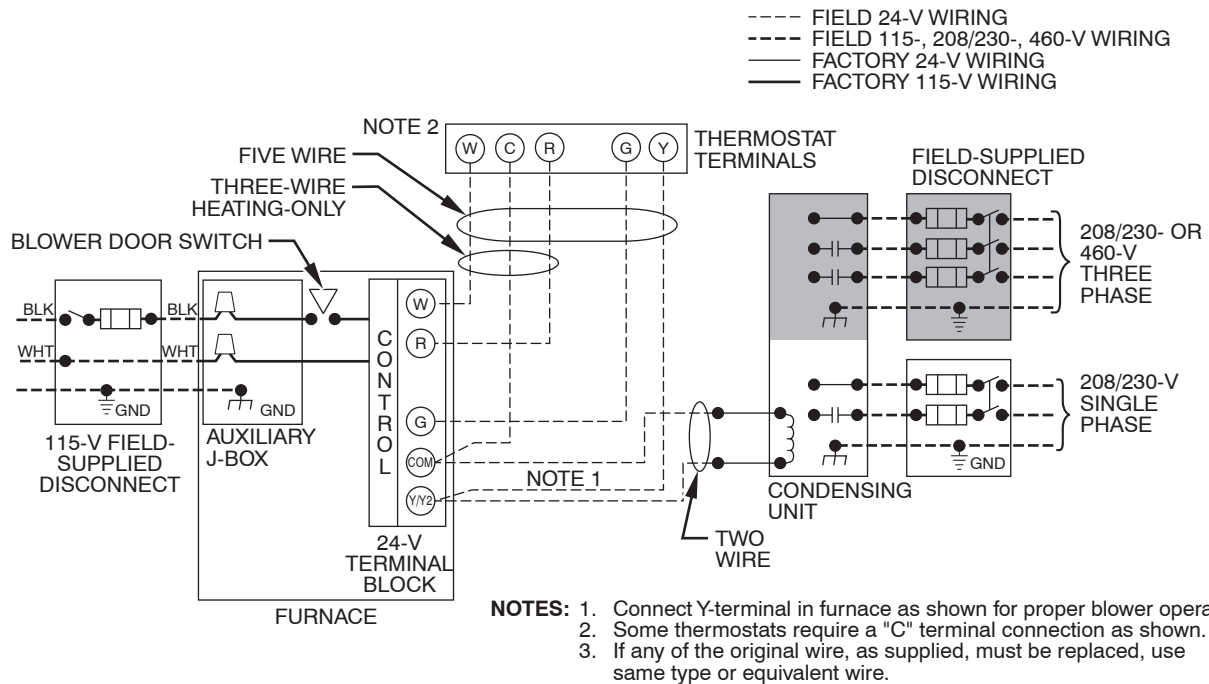 FIELD 24-V WIRING
FIELD 115-, 208/230-, 460-V WIRING
FACTORY 24-V WIRING
FACTORY 115-V WIRING
NOTE 2
W C R G Y
THERMOSTAT
TERMINALS
FIVE WIRE
THREE-WIRE
HEATING-ONLY
BLOWER DOOR SWITCH
FIELD-SUPPLIED
DISCONNECT
208/230- OR
460-V
THREE
PHASE
BLK
BLK
WHT
WHT
GND
GND
115-V FIELD-
SUPPLIED
DISCONNECT
AUXILIARY
J-BOX
CONTROL
W
R
G
COM
Y/Y2
24-V
TERMINAL
BLOCK
FURNACE
NOTE 1
TWO
WIRE
CONDENSING
UNIT
GND
208/230-V
SINGLE
PHASE
NOTES: 1. Connect Y-terminal in furnace as shown for proper blower opera
2. Some thermostats require a "C" terminal connection as shown.
3. If any of the original wire, as supplied, must be replaced, use
same type or equivalent wire.